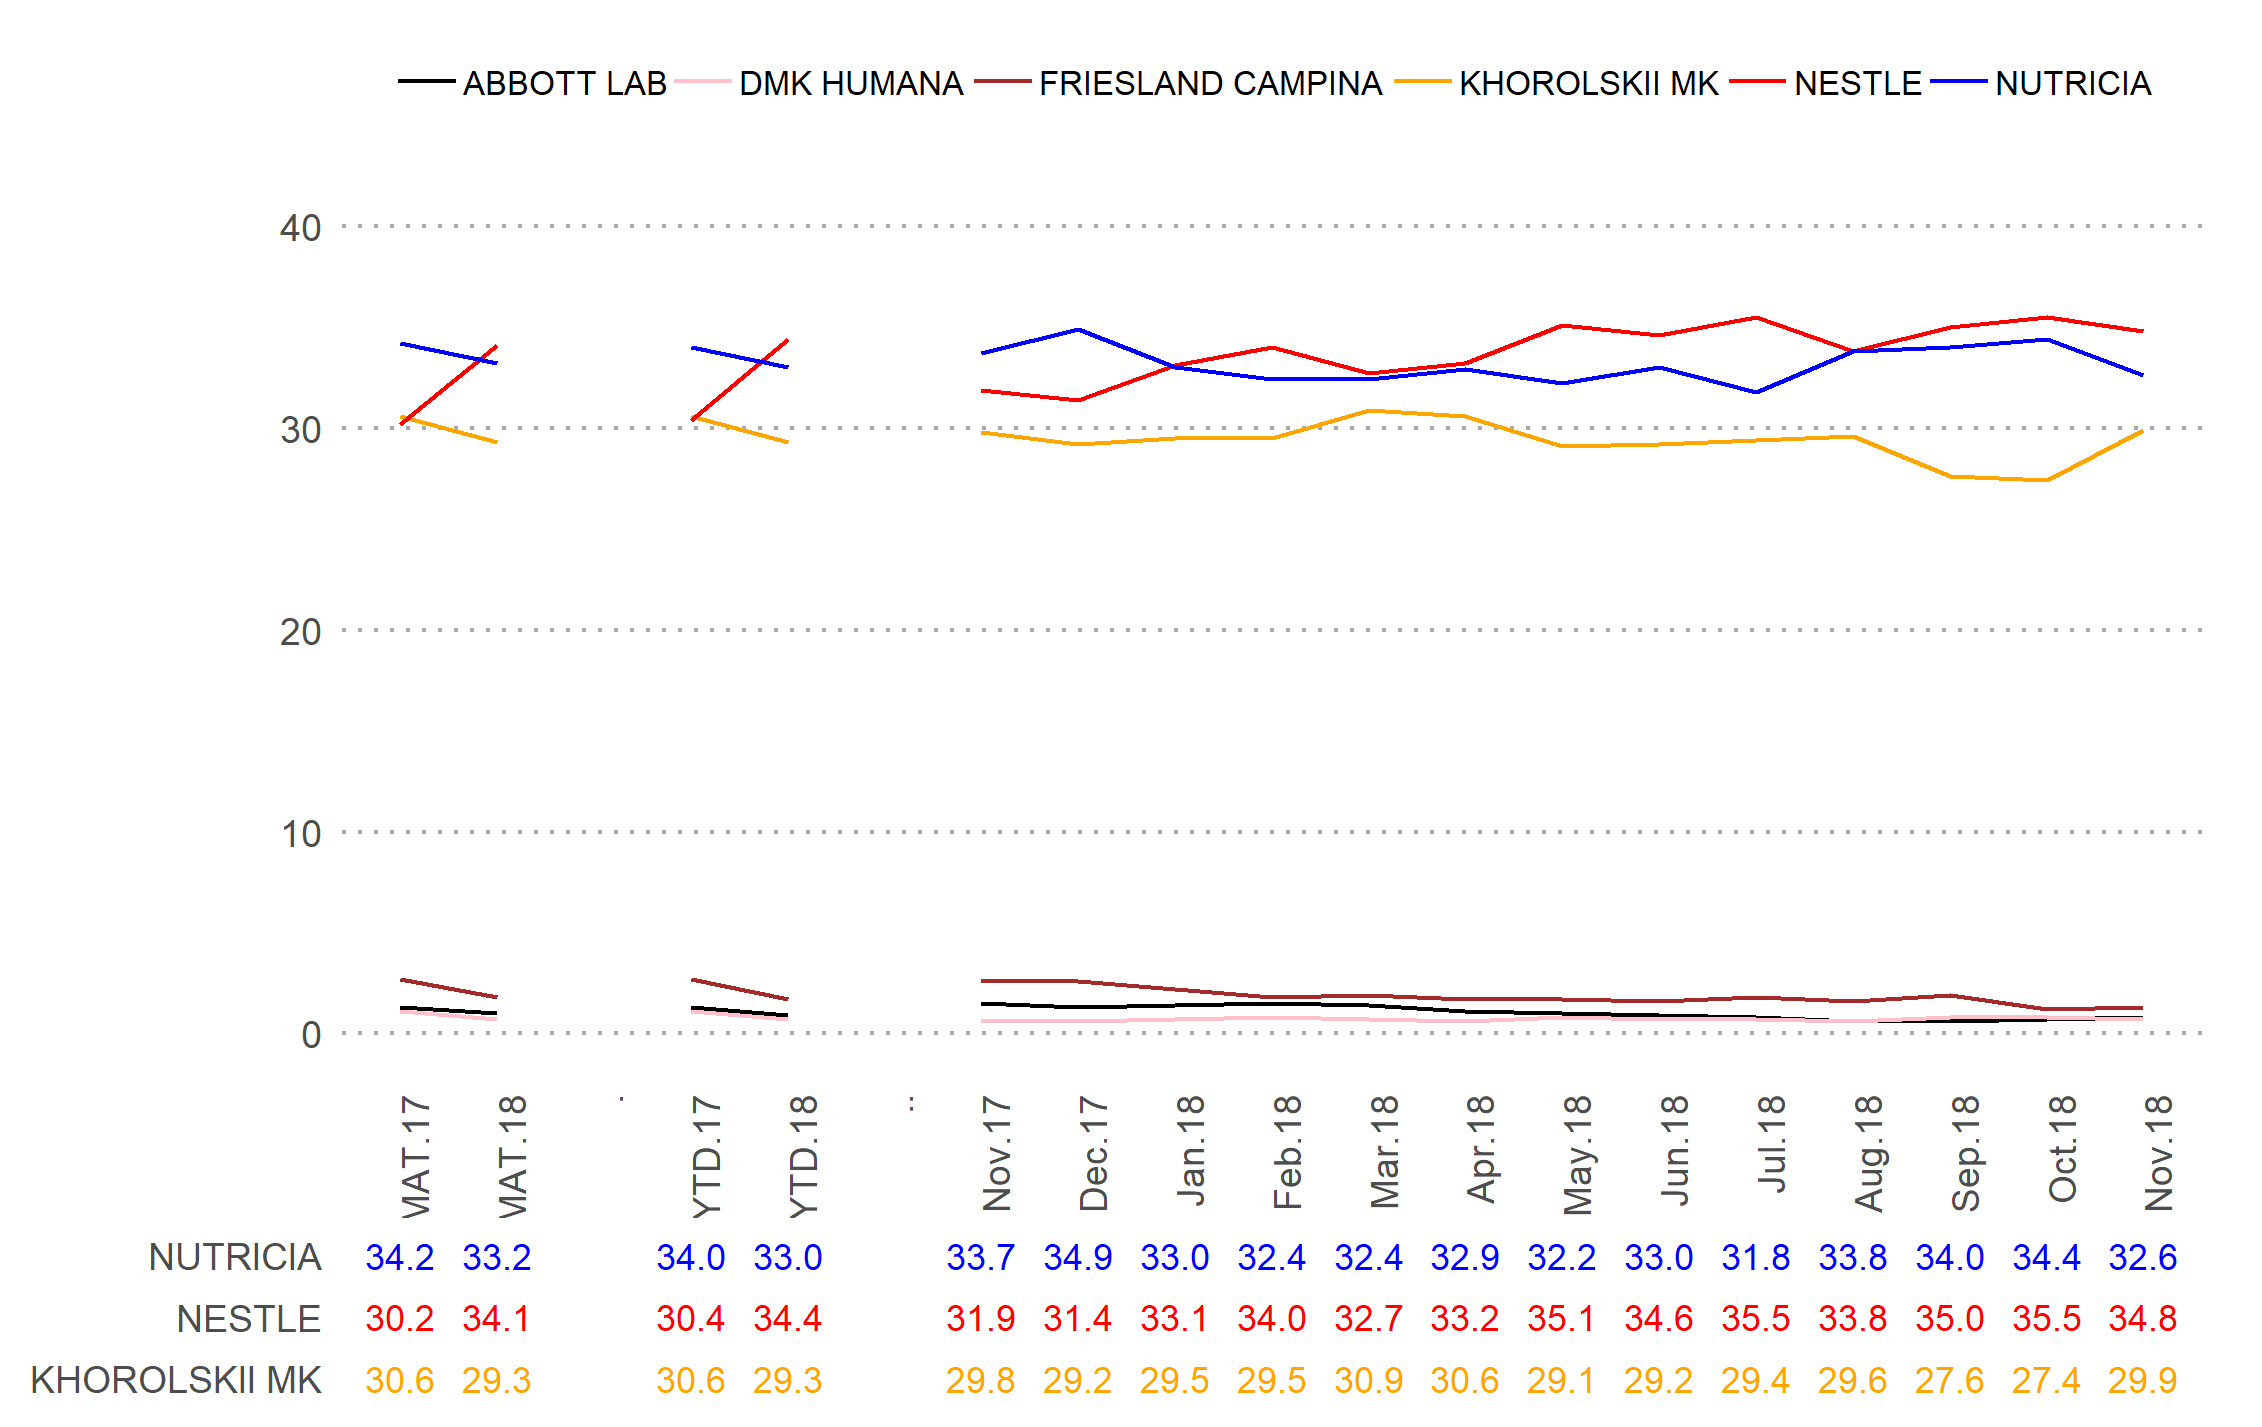 ABBOTT LAB DMK HUMANA FRIESLAND CAMPINA KHOROLSKII MK NESTLE NUTRICIA
40
30
20
10
0
MAT.17 MAT.18 . YTD.17 YTD.18 .. Nov.17 Dec.17 Jan.18 Feb.18 Mar.18 Apr.18 May.18 Jun.18 Jul.18 Aug.18 Sep.18 Oct.18 Nov.18
NUTRICIA 34.2 33.2 34.0 33.0 33.7 34.9 33.0 32.4 32.4 32.9 32.2 33.0 31.8 33.8 34.0 34.4 32.6
NESTLE 30.2 34.1 30.4 34.4 31.9 31.4 33.1 34.0 32.7 33.2 35.1 34.6 35.5 33.8 35.0 35.5 34.8
KHOROLSKII MK 30.6 29.3 30.6 29.3 29.8 29.2 29.5 29.5 30.9 30.6 29.1 29.2 29.4 29.6 27.6 27.4 29.9